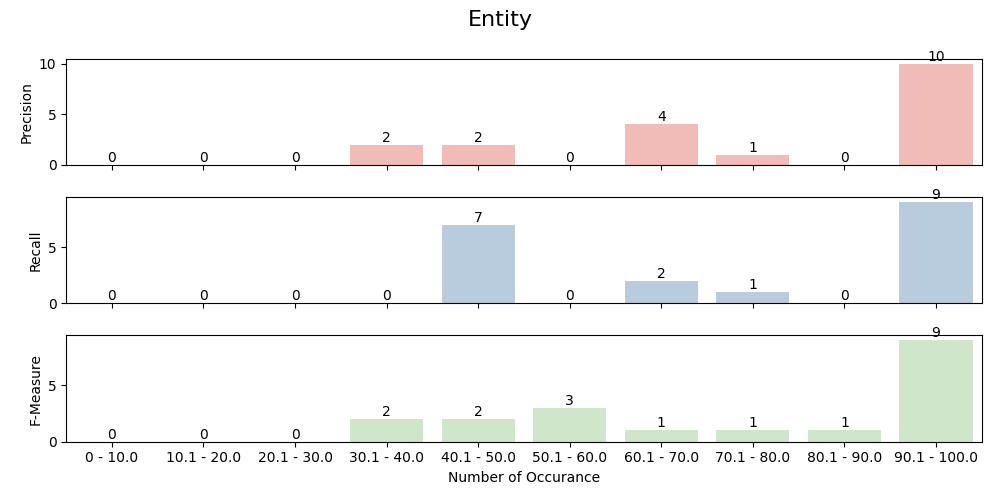 Entity
10
5
0
Precision
0 0 0 2 2 0 4 1 0 10
5
0
Recall
0 0 0 0 7 0 2 1 0 9
5
0
F-Measure
0 0 0 2 2 3 1 1 1 9
0 - 10.0 10.1 - 20.0 20.1 - 30.0 30.1 - 40.0 40.1 - 50.0 50.1 - 60.0 60.1 - 70.0 70.1 - 80.0 80.1 - 90.0 90.1 - 100.0
Number of Occurance